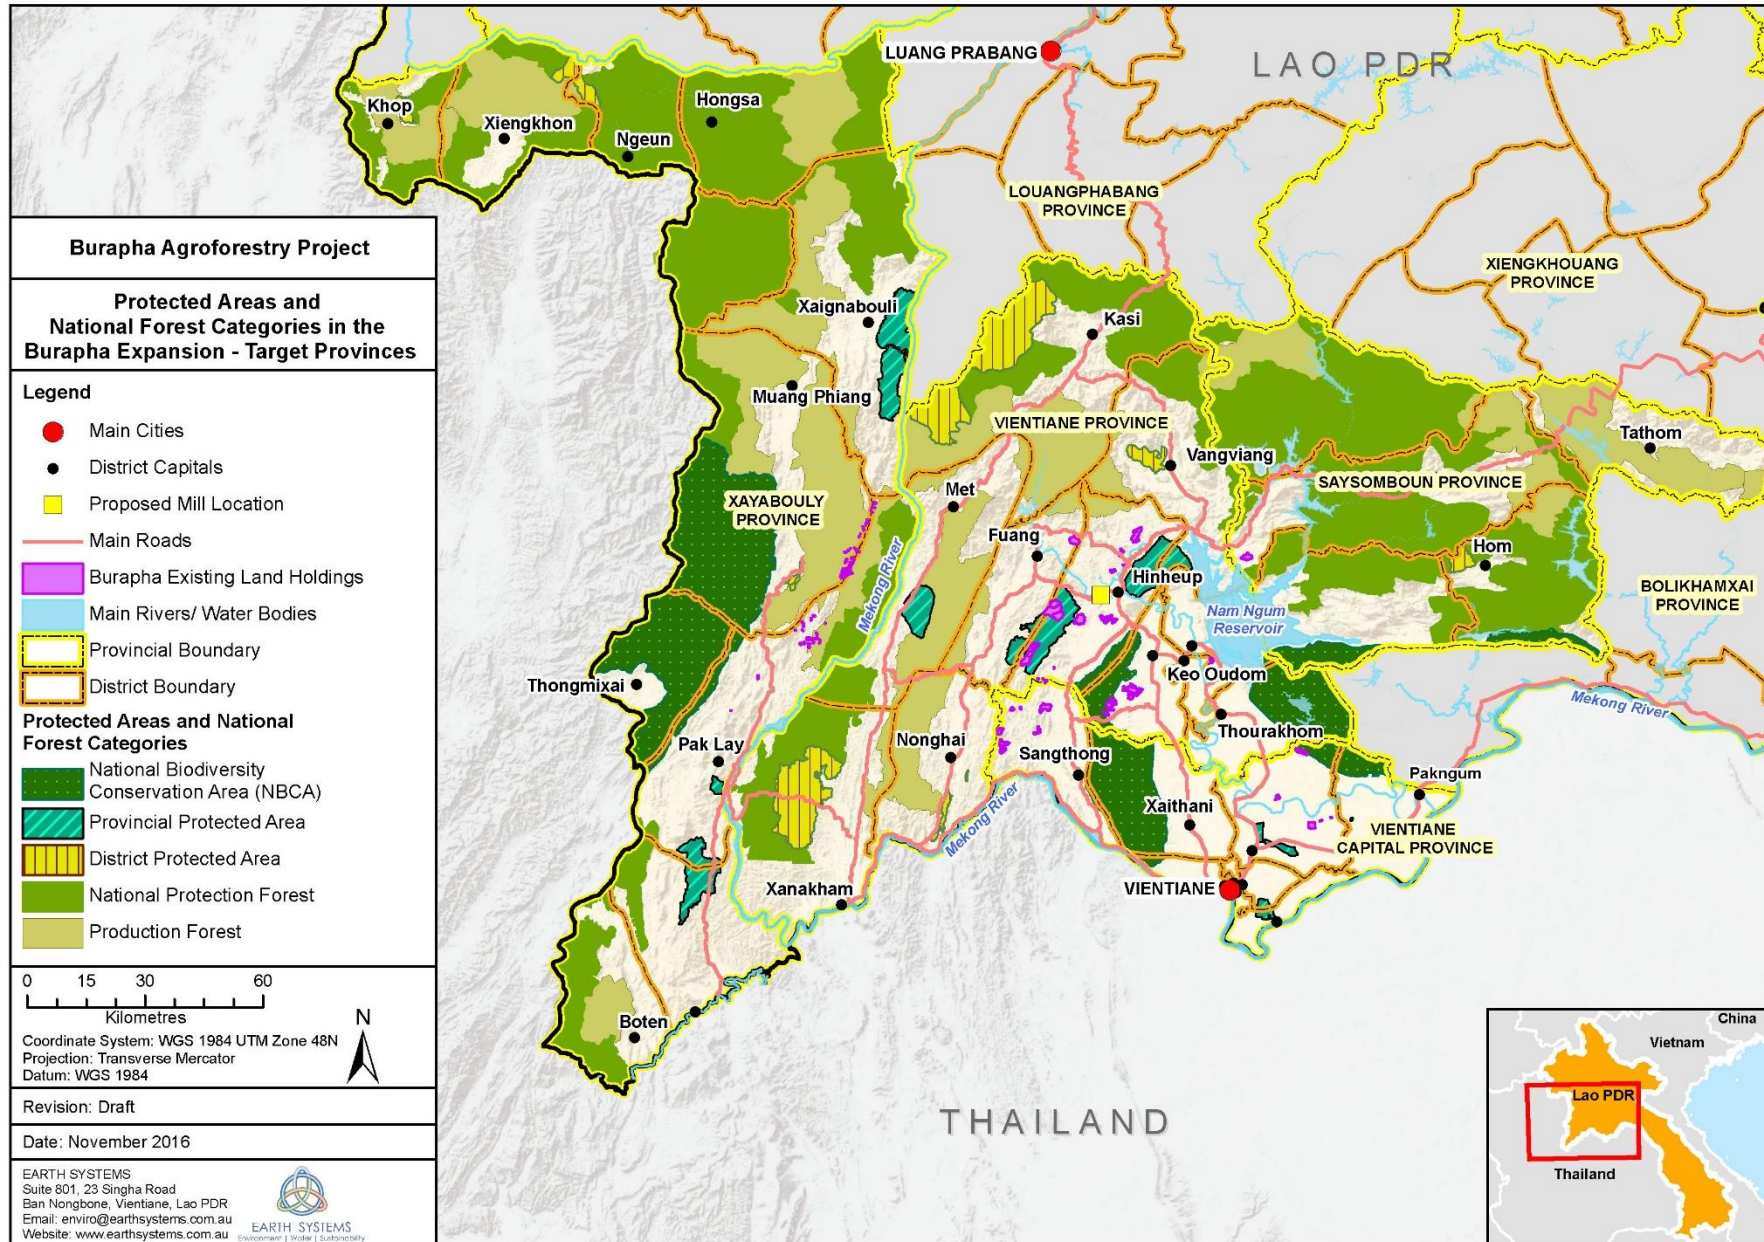 Burapha Agroforestry Project
Protected Areas and
National Forest Categories in the
Burapha Expansion - Target Provinces
Legend
Main Cities
District Capitals
Proposed Mill Location
Main Roads
Burapha Existing Land Holdings
Main Rivers/ Water Bodies
Provincial Boundary
District Boundary
Protected Areas and National
Forest Categories
National Biodiversity
Conservation Area (NBCA)
Provincial Protected Area
District Protected Area
National Protection Forest
Production Forest
0 15 30 60
Kilometres
N
Coordinate System: WGS 1984 UTM Zone 48N
Projection: Transverse Mercator
Datum: WGS 1984
Revision: Draft
Date: November 2016
EARTH SYSTEMS
Suite 801, 23 Singha Road
Ban Nongbone, Vientiane, Lao PDR
Email: enviro@earthsystems.com.au
Website: www.earthsystems.com.au
EARTH SYSTEMS
Environment | Water | Sustainability
LUANG PRABANG
LAO PDR
Khop
Xiengkhon
Ngeun
Hongsa
LOUANGPHABANG
PROVINCE
XIENGKHOUANG
PROVINCE
Xaignabouli
Kasi
Muang Phiang
VIENTIANE PROVINCE
Tathom
Vangviang
SAYSOMBOUN PROVINCE
XAYABOULY
PROVINCE
Met
Fuang
Hom
Hinheup
BOLIKHAMXAI
PROVINCE
Mekong River
Nam Ngum
Reservoir
Keo Oudom
Thongmixai
Mekong River
Thourakhom
Pak Lay
Nonghai
Sangthong
Pakngum
Mekong River
Xaithani
VIENTIANE
CAPITAL PROVINCE
Xanakham
VIENTIANE
Boten
THAILAND
China
Vietnam
Lao PDR
Thailand